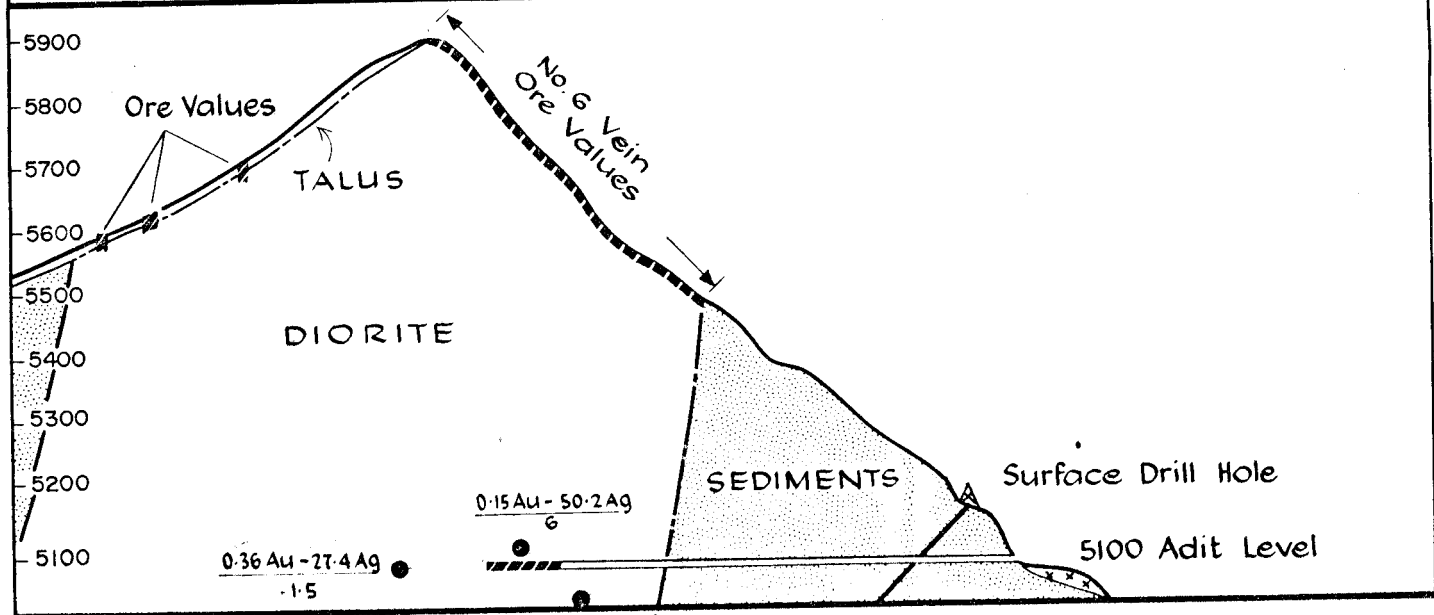 5900
5800
5700
5600
5500
5400
5300
5200
5100
Ore Values
TALUS
No. 6 Vein
Ore Values
DIORITE
SEDIMENTS
Surface Drill Hole
5100 Adit Level
0.15 Au - 50.2 Ag
6
0.36 Au - 27.4 Ag
1.5